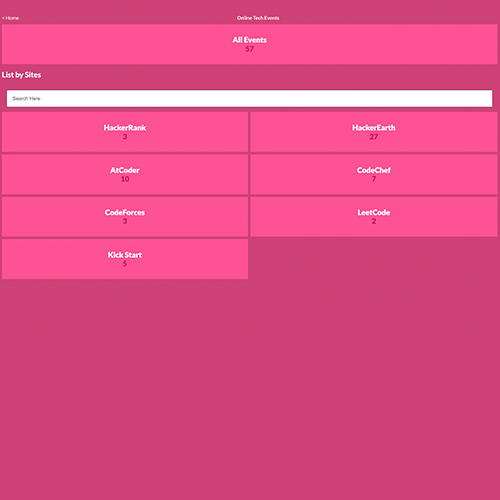 < Home
Online Tech Events
All Events
57
List by Sites
Search Here
HackerRank
3
HackerEarth
27
AtCoder
10
CodeChef
7
CodeForces
3
LeetCode
2
Kick Start
5